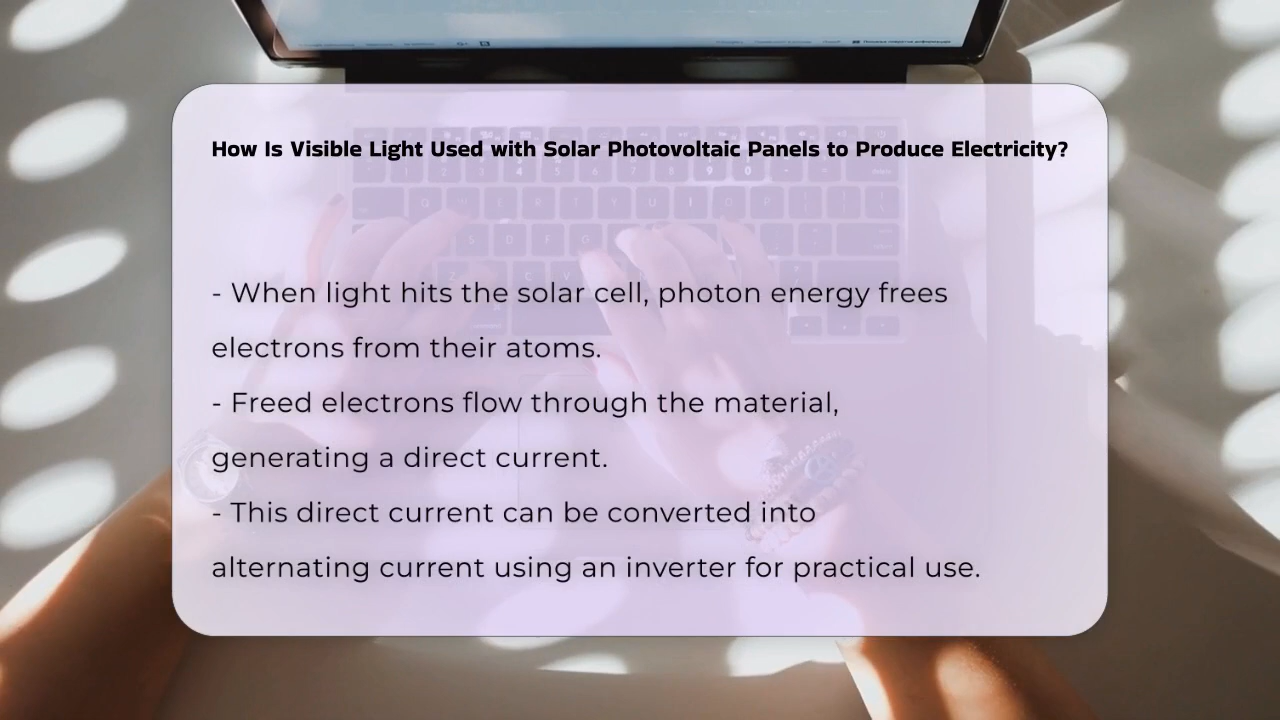 How Is Visible Light Used with Solar Photovoltaic Panels to Produce Electricity?
- When light hits the solar cell, photon energy frees
electrons from their atoms.
- Freed electrons flow through the material,
generating a direct current.
- This direct current can be converted into
alternating current using an inverter for practical use.